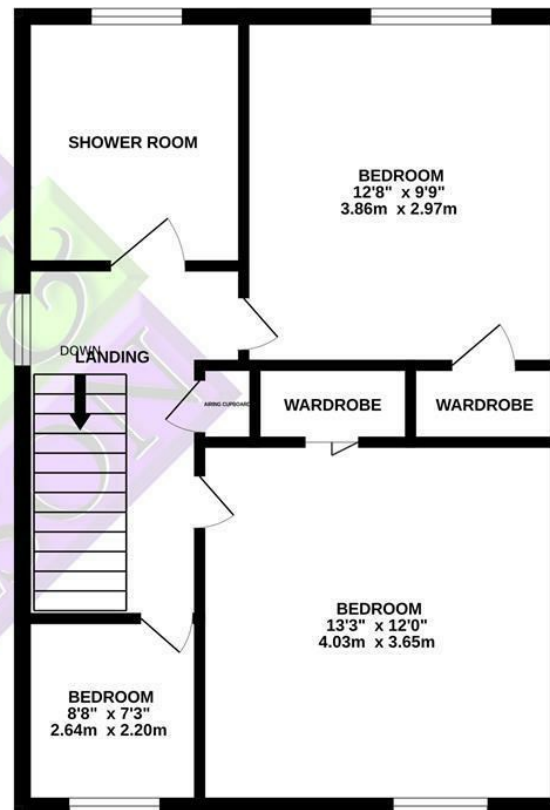 SHOWER ROOM
BEDROOM
12'8" x 9'9"
3.86m x 2.97m
DOWN
LANDING
AIRING CUPBOARD
WARDROBE
WARDROBE
BEDROOM
13'3" x 12'0"
4.03m x 3.65m
BEDROOM
8'8" x 7'3"
2.64m x 2.20m
&